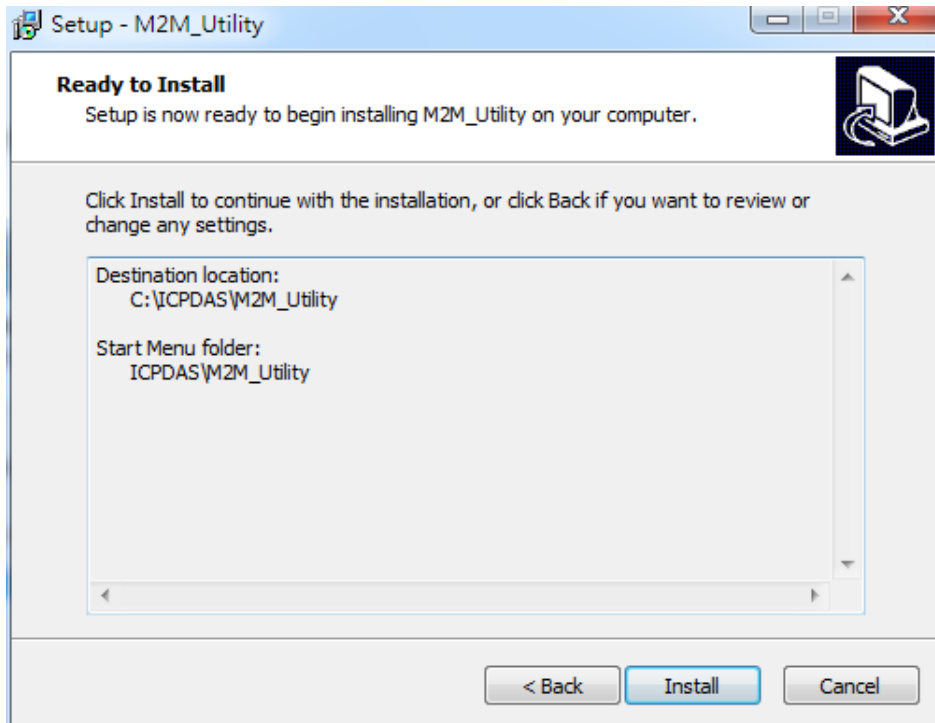 Setup - M2M_Utility
Ready to Install
Setup is now ready to begin installing M2M_Utility on your computer.
Click Install to continue with the installation, or click Back if you want to review or
change any settings.
Destination location:
C:\ICPDAS\M2M_Utility
Start Menu folder:
ICPDAS\M2M_Utility
< Back
Install
Cancel